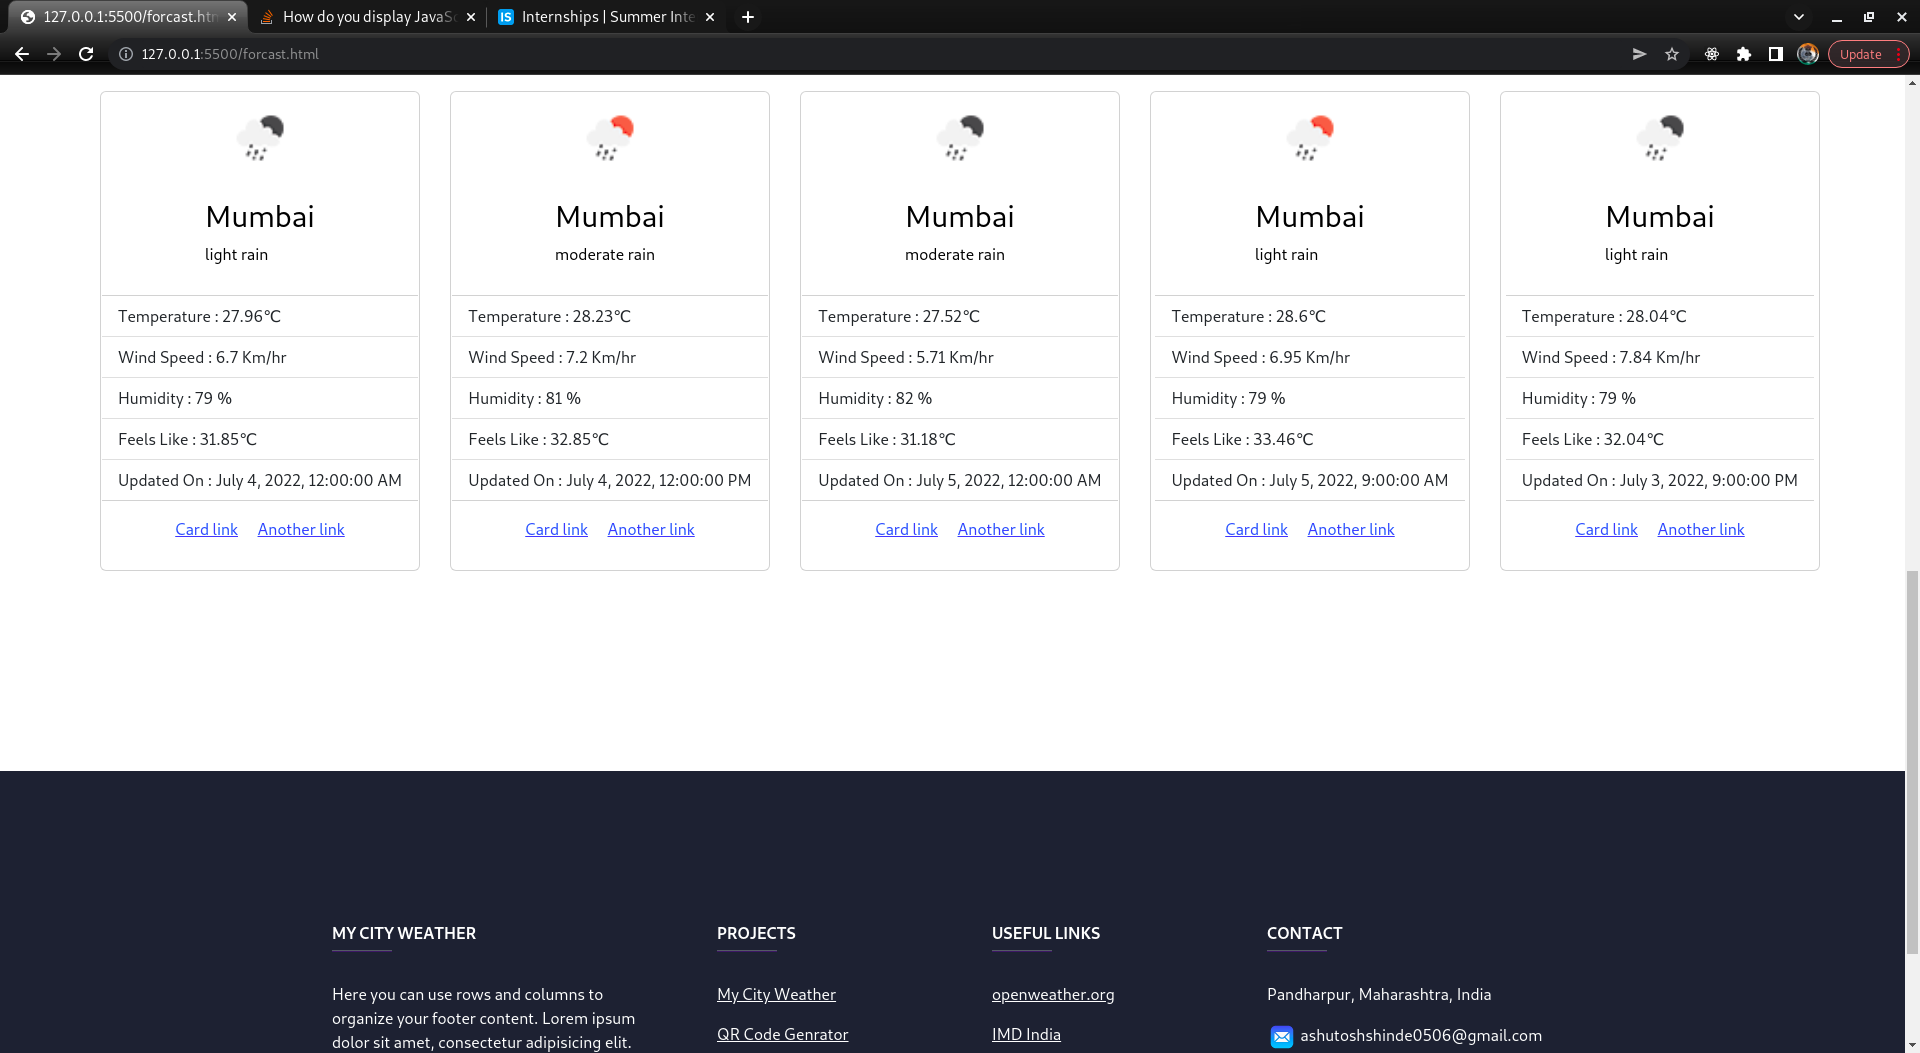 127.0.0.1:5500/forcast.htm
How do you display JavaSc
IS Internships | Summer Inte
127.0.0.1:5500/forcast.html
Update
Mumbai
light rain
Temperature : 27.96°C
Wind Speed : 6.7 Km/hr
Humidity : 79 %
Feels Like : 31.85°C
Updated On : July 4, 2022, 12:00:00 AM
Card link Another link
Mumbai
moderate rain
Temperature : 28.23°C
Wind Speed : 7.2 Km/hr
Humidity : 81 %
Feels Like : 32.85°C
Updated On : July 4, 2022, 12:00:00 PM
Card link Another link
Mumbai
moderate rain
Temperature : 27.52°C
Wind Speed : 5.71 Km/hr
Humidity : 82 %
Feels Like : 31.18°C
Updated On : July 5, 2022, 12:00:00 AM
Card link Another link
Mumbai
light rain
Temperature : 28.6°C
Wind Speed : 6.95 Km/hr
Humidity : 79 %
Feels Like : 33.46°C
Updated On : July 5, 2022, 9:00:00 AM
Card link Another link
Mumbai
light rain
Temperature : 28.04°C
Wind Speed : 7.84 Km/hr
Humidity : 79 %
Feels Like : 32.04°C
Updated On : July 3, 2022, 9:00:00 PM
Card link Another link
MY CITY WEATHER
Here you can use rows and columns to
organize your footer content. Lorem ipsum
dolor sit amet, consectetur adipisicing elit.
PROJECTS
My City Weather
QR Code Genrator
USEFUL LINKS
openweather.org
IMD India
CONTACT
Pandharpur, Maharashtra, India
ashutoshshinde0506@gmail.com